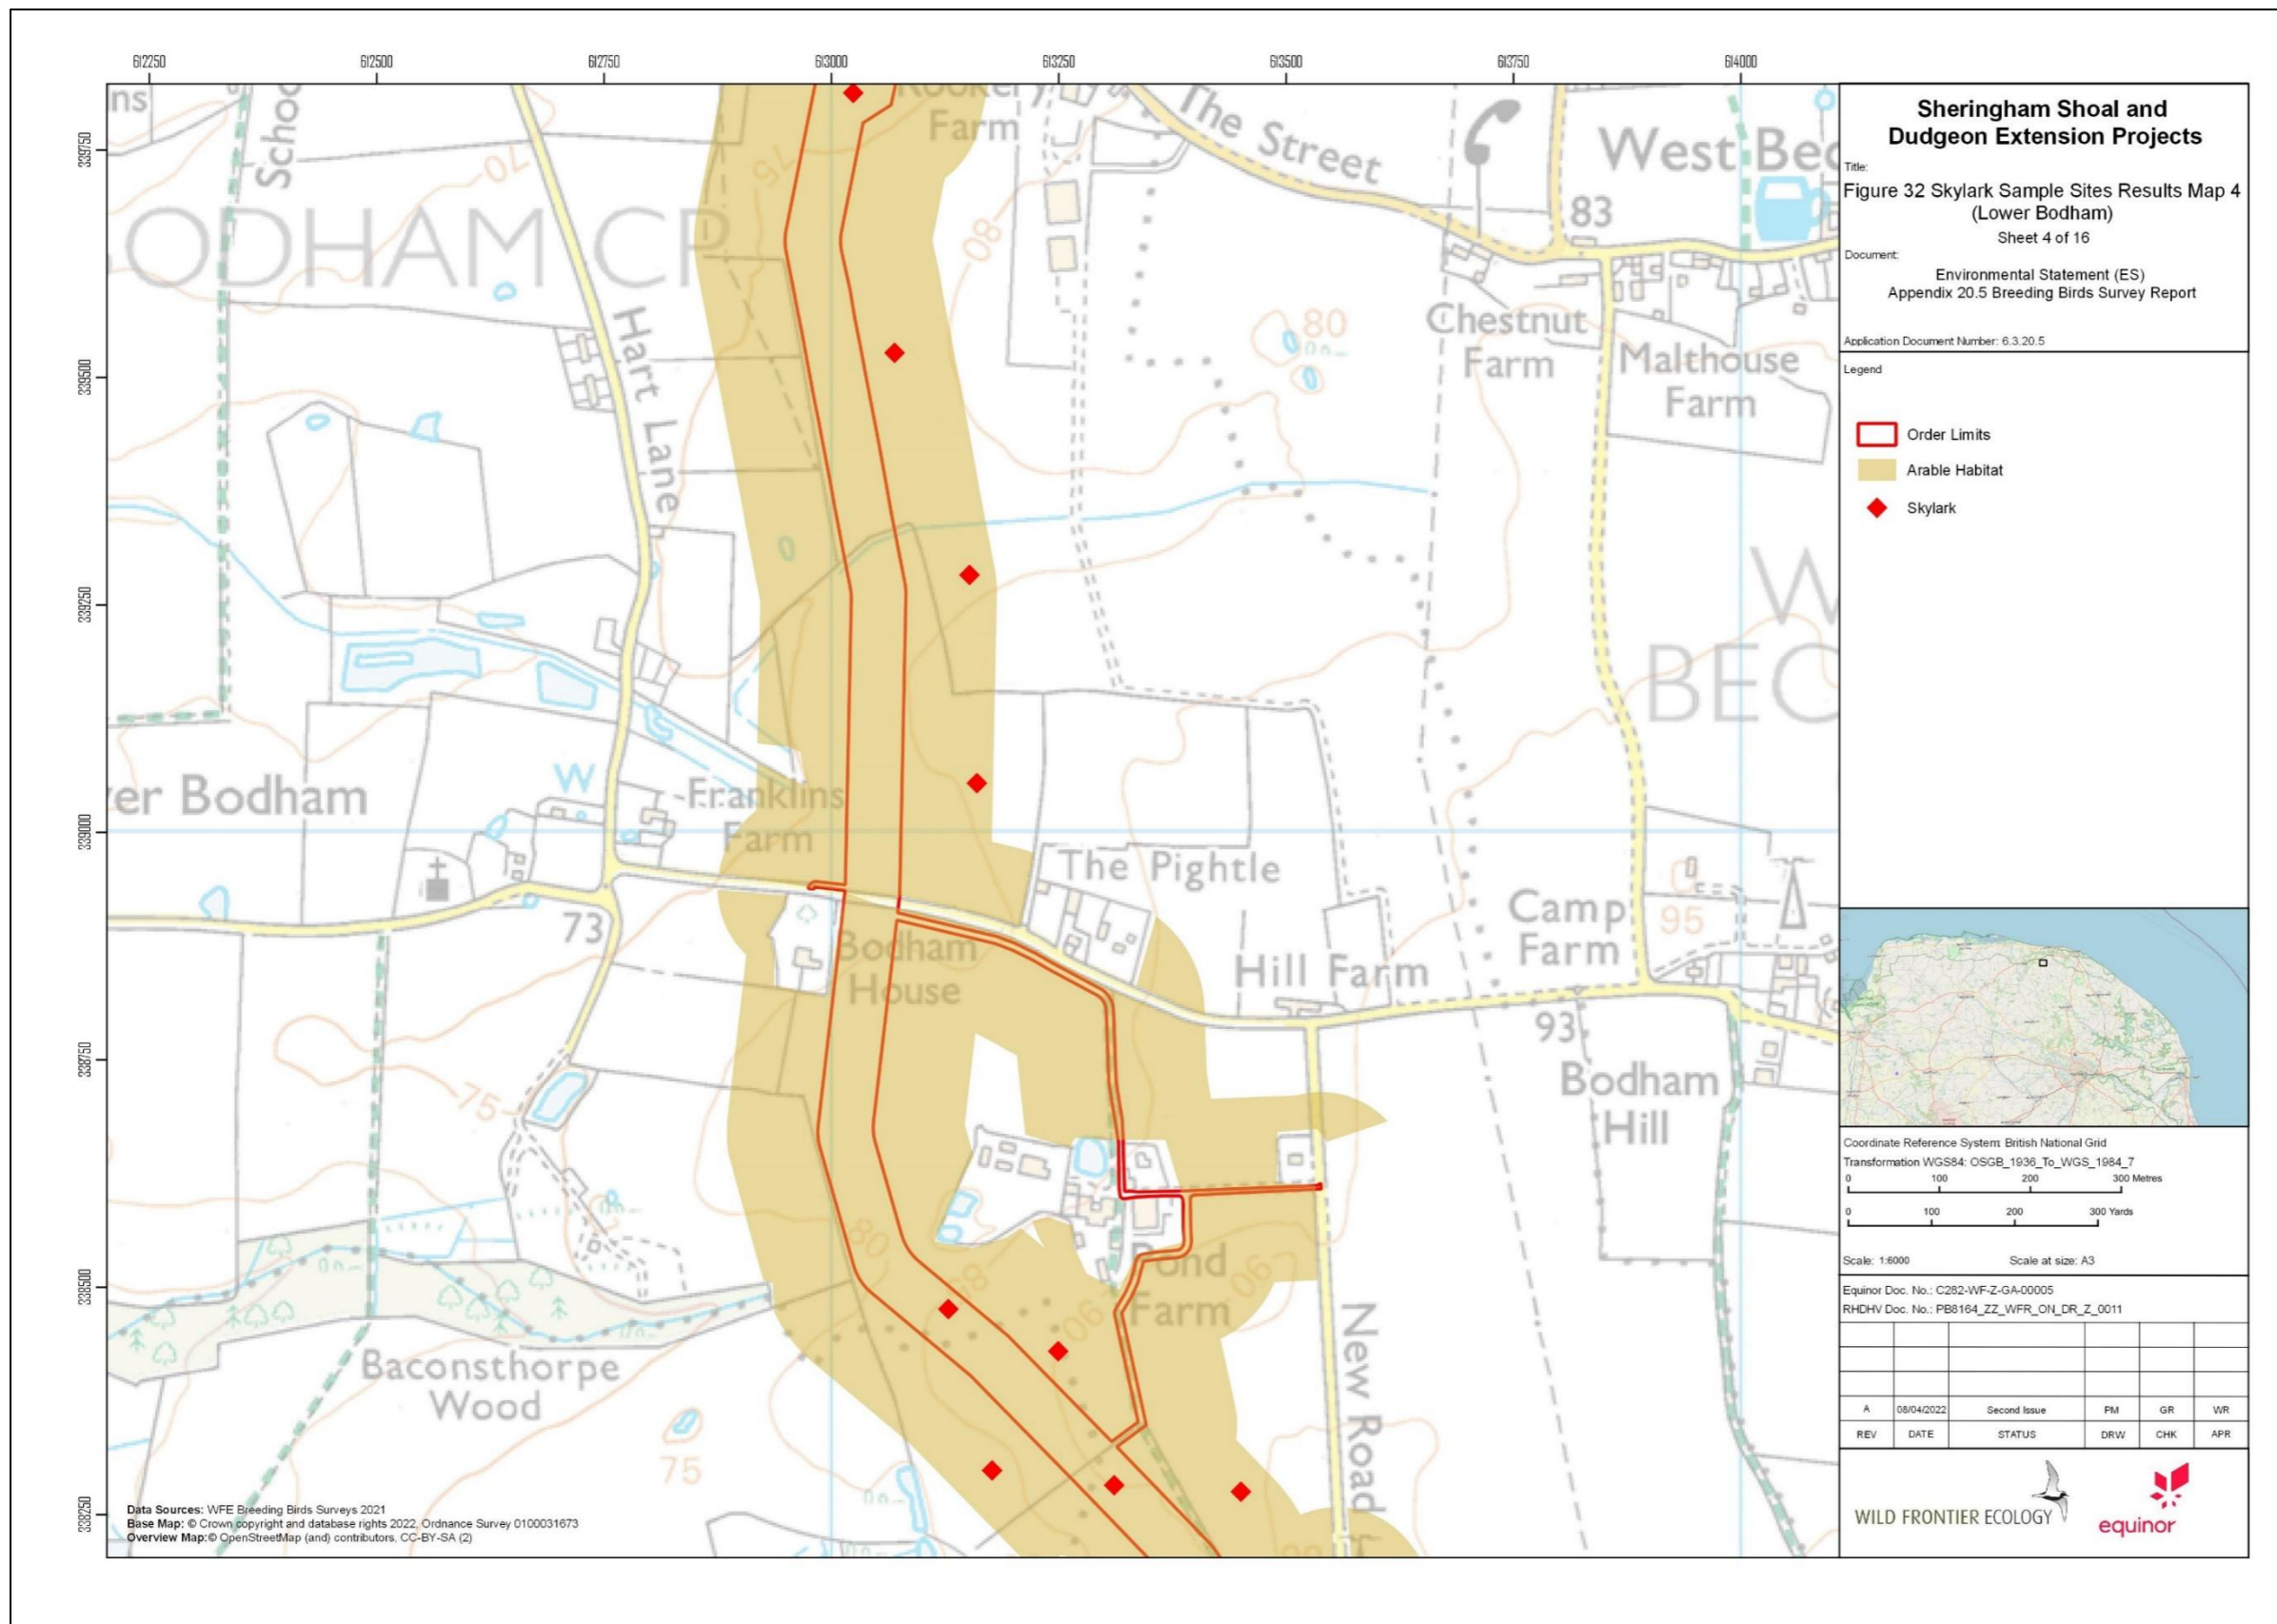 612250 612500 612750 613000 613250 613500 613750 614000
339750
339500
339250
339000
338750
338500
338250
Farm
The Street
West Bec
70
75
80
83
ODHAM CP
Hart Lane
80
Chestnut
Farm
Malthouse
Farm
W
BEC
er Bodham
W
Franklins
Farm
The Pightle
73
Bodham
House
Hill Farm
Camp
Farm
95
93
Bodham
Hill
75
80
85
90
90
Pond
Farm
New Road
Baconsthorpe
Wood
75
Data Sources: WFE Breeding Birds Surveys 2021
Base Map: © Crown copyright and database rights 2022, Ordnance Survey 0100031673
Overview Map:© OpenStreetMap (and) contributors, CC-BY-SA (2)
Sheringham Shoal and
Dudgeon Extension Projects
Title:
Figure 32 Skylark Sample Sites Results Map 4
(Lower Bodham)
Sheet 4 of 16
Document:
Environmental Statement (ES)
Appendix 20.5 Breeding Birds Survey Report
Application Document Number: 6.3.20.5
Legend
Order Limits
Arable Habitat
Skylark
Coordinate Reference System: British National Grid
Transformation WGS84: OSGB_1936_To_WGS_1984_7
0 100 200 300 Metres
0 100 200 300 Yards
Scale: 1:6000 Scale at size: A3
Equinor Doc. No.: C282-WF-Z-GA-00005
RHDHV Doc. No.: PB8164_ZZ_WFR_ON_DR_Z_0011
A 08/04/2022 Second Issue PM GR WR
REV DATE STATUS DRW CHK APR
WILD FRONTIER ECOLOGY
equinor